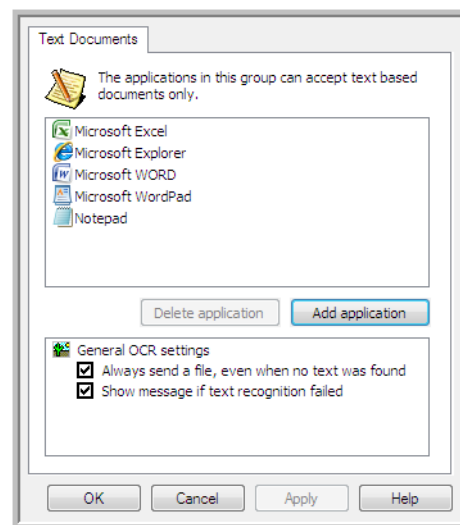 Text Documents
The applications in this group can accept text based
documents only.
Microsoft Excel
Microsoft Explorer
Microsoft WORD
Microsoft WordPad
Notepad
Delete application Add application
General OCR settings
Always send a file, even when no text was found
Show message if text recognition failed
OK Cancel Apply Help